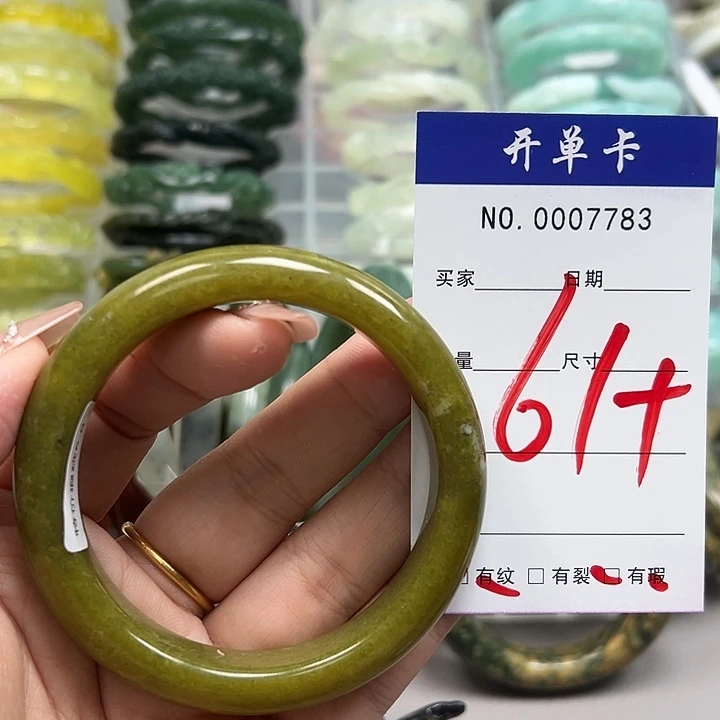 开单卡
NO. 0007783
买家 日期
量 尺寸
61+
有纹 □ 有裂 □ 有瑕